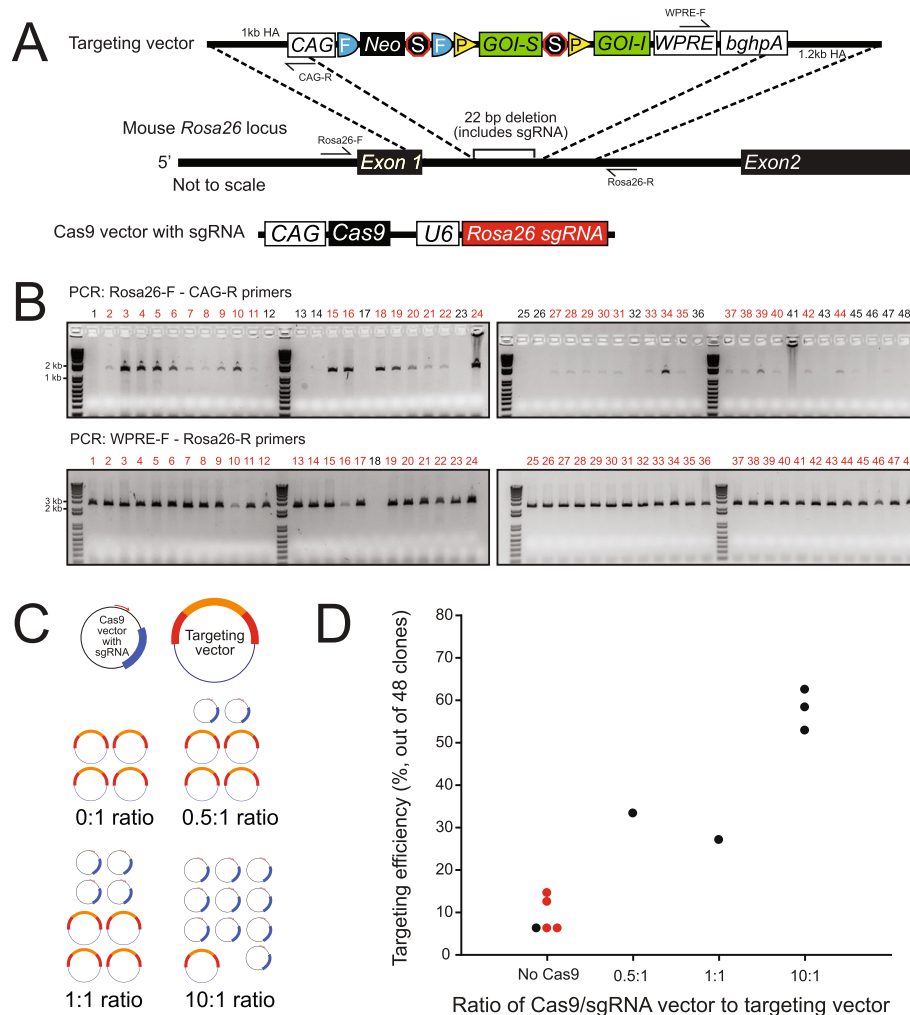 A
Targeting vector
1kb HA
CAG F Neo S F P GOI-S S P GOI-I WPRE bghpA
WPRE-F
1.2kb HA
CAG-R
Mouse Rosa26 locus
22 bp deletion
(includes sgRNA)
Rosa26-F
5’
Exon 1
Exon2
Not to scale
Rosa26-R
Cas9 vector with sgRNA
CAG Cas9 U6 Rosa26 sgRNA
B
PCR: Rosa26-F - CAG-R primers
1 2 3 4 5 6 7 8 9 10 11 12 13 14 15 16 17 18 19 20 21 22 23 24 25 26 27 28 29 30 31 32 33 34 35 36 37 38 39 40 41 42 44 45 46 47 48
2 kb
1 kb
PCR: WPRE-F - Rosa26-R primers
1 2 3 4 5 6 7 8 9 10 11 12 13 14 15 16 17 18 19 20 21 22 23 24 25 26 27 28 29 30 31 32 33 34 35 36 37 38 39 40 41 42 43 44 45 46 47 4
3 kb
2 kb
C
Cas9
vector
with
sgRNA
Targeting
vector
0:1 ratio
0.5:1 ratio
1:1 ratio
10:1 ratio
D
Targeting efficiency (%, out of 48 clones)
80
70
60
50
40
30
20
10
0
No Cas9
0.5:1
1:1
10:1
Ratio of Cas9/sgRNA vector to targeting vector